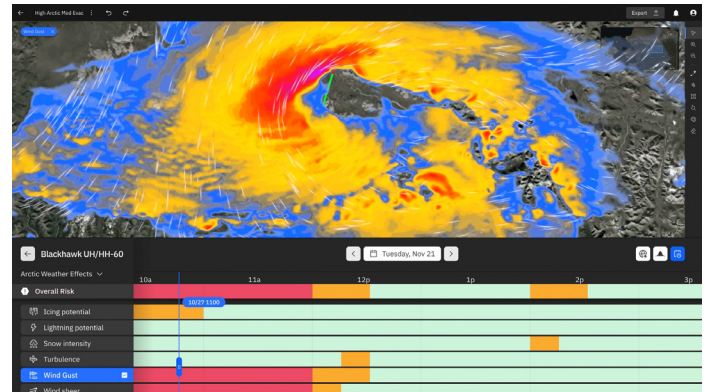 High Arctic Med Evac
Export
Wind Gust
Blackhawk UH/HH-60
Tuesday, Nov 21
Arctic Weather Effects
10a 11a 12p 1p 2p 3p
Overall Risk
10/27 1100
Icing potential
Lightning potential
Snow intensity
Turbulence
Wind Gust
Wind sheer